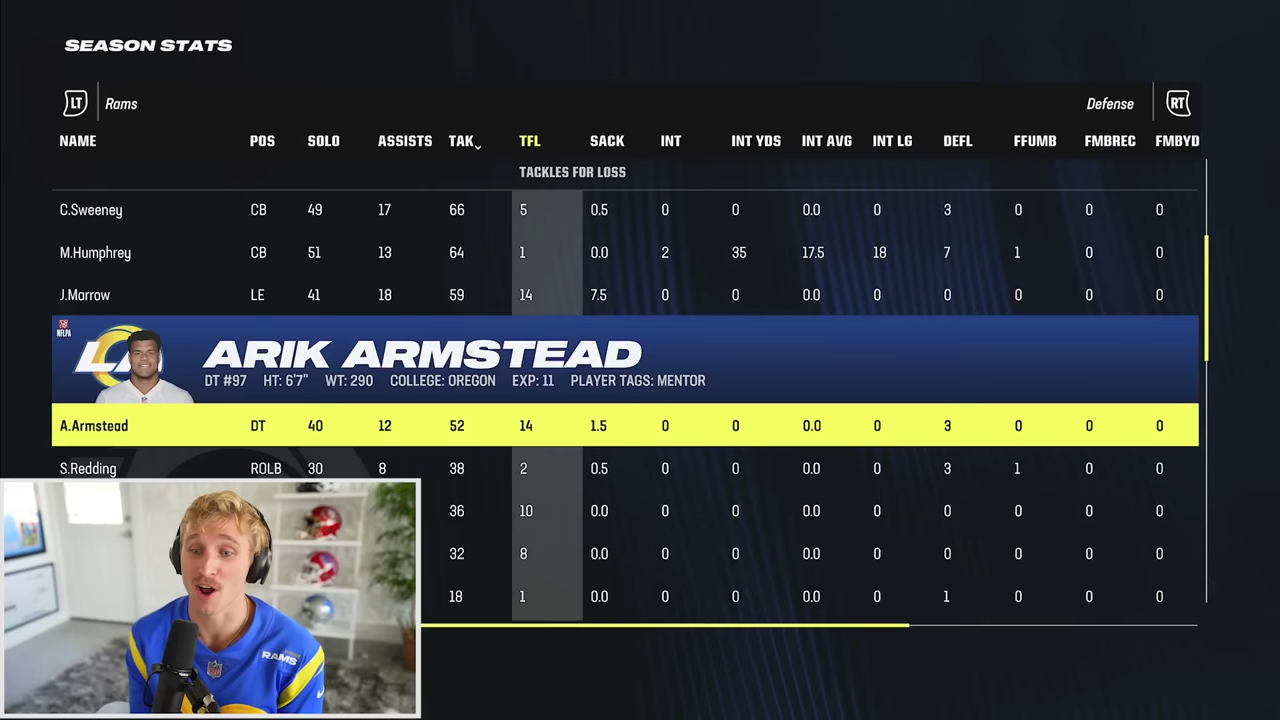 SEASON STATS
LT Rams Defense RT
NAME POS SOLO ASSISTS TAK TFL SACK INT INT YDS INT AVG INT LG DEFL FFUMB FMBREC FMBYD
TACKLES FOR LOSS
C.Sweeney CB 49 17 66 5 0.5 0 0 0.0 0 3 0 0 0
M.Humphrey CB 51 13 64 1 0.0 2 35 17.5 18 7 1 0 0
J.Marrow LE 41 18 59 14 7.5 0 0 0.0 0 0 0 0 0
NFLPA
LA
ARIK ARMSTEAD
DT #97 HT: 6'7" WT: 290 COLLEGE: OREGON EXP: 11 PLAYER TAGS: MENTOR
A.Armstead DT 40 12 52 14 1.5 0 0 0.0 0 3 0 0 0
S.Redding ROLB 30 8 38 2 0.5 0 0 0.0 0 3 1 0 0
36 10 0.0 0 0 0.0 0 0 0 0 0
32 8 0.0 0 0 0.0 0 0 0 0 0
18 1 0.0 0 0 0.0 0 1 0 0 0
RAMS